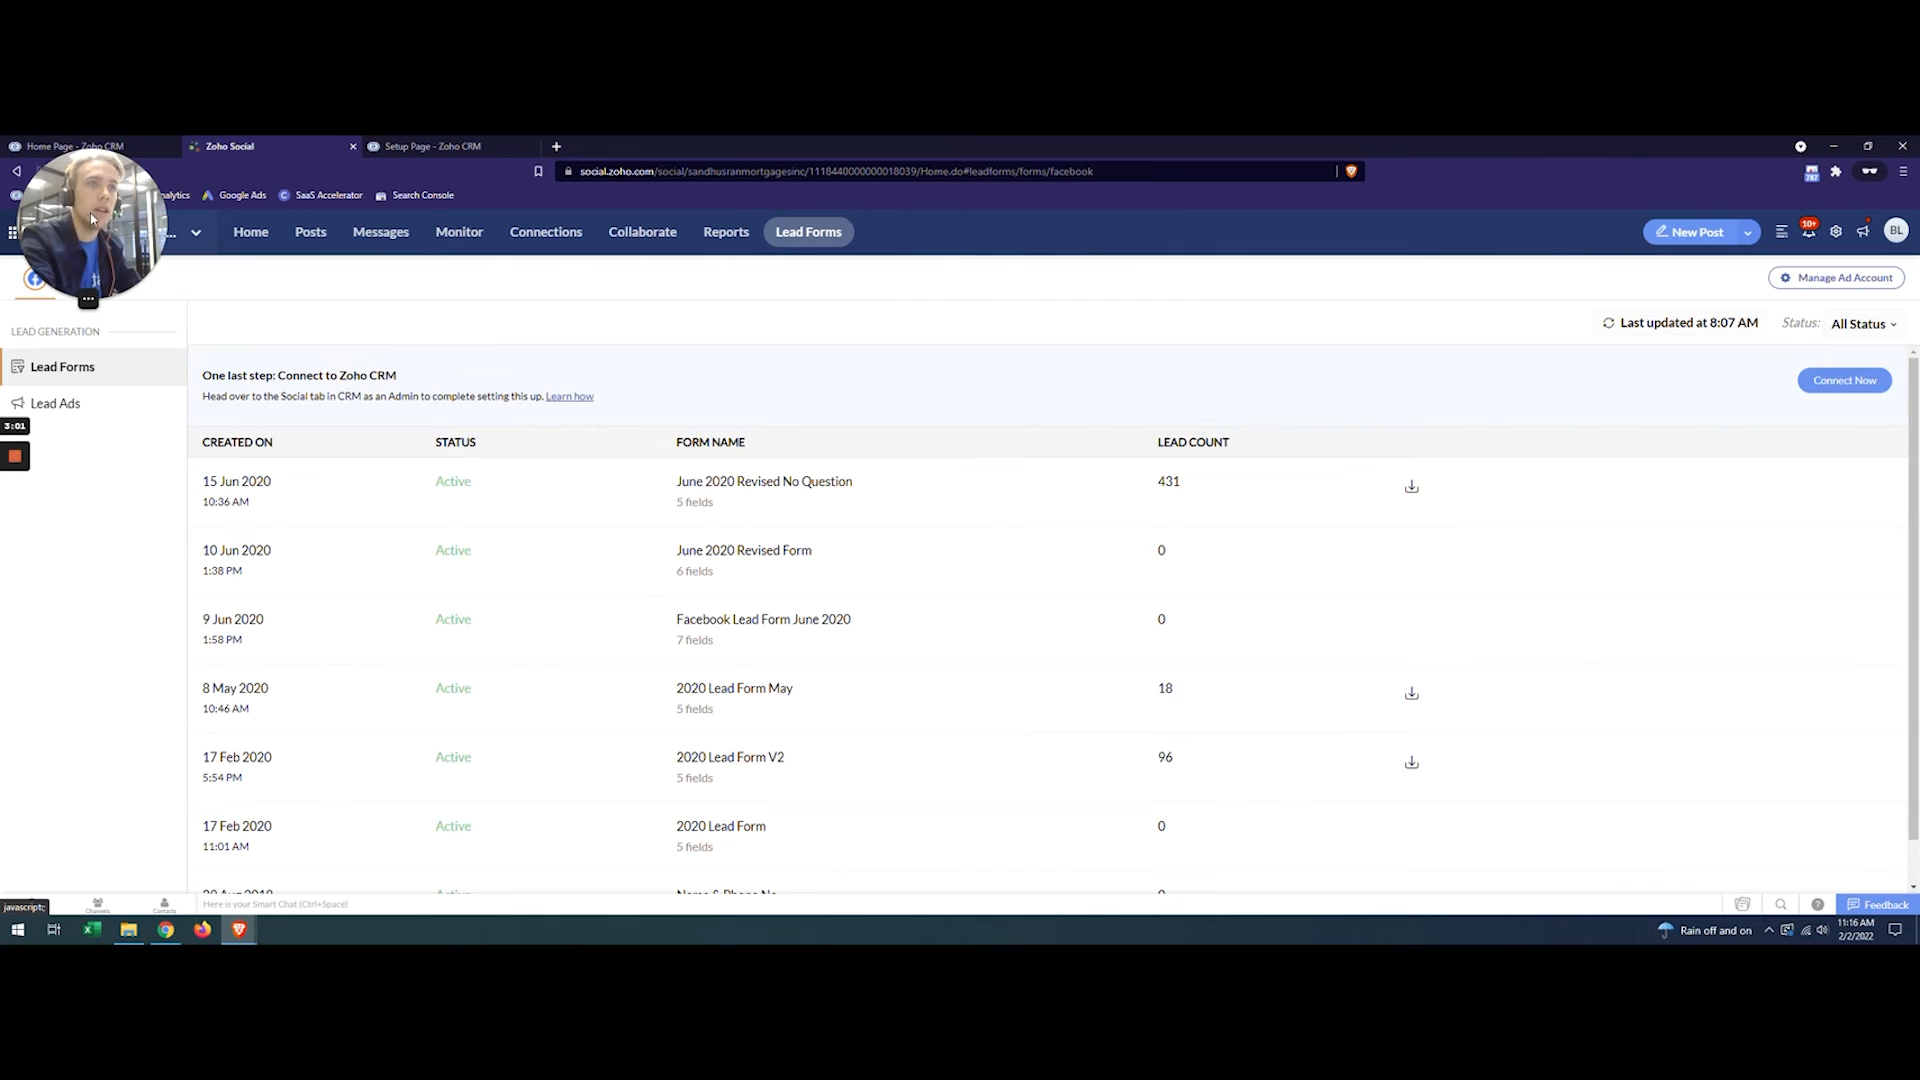 Home Page - Zoho CRM
Zoho Social
Setup Page - Zoho CRM
social.zoho.com/social/sandhusranmortgagesinc/1118440000000018039/Home.do#leadforms/forms/facebook
787
Google Ads
SaaS Accelerator
Search Console
...
Home
Posts
Messages
Monitor
Connections
Collaborate
Reports
Lead Forms
New Post
10+
BL
Manage Ad Account
LEAD GENERATION
Last updated at 8:07 AM
Status:
All Status
Lead Forms
Lead Ads
3:01
One last step: Connect to Zoho CRM
Head over to the Social tab in CRM as an Admin to complete setting this up. Learn how
Connect Now
CREATED ON
STATUS
FORM NAME
LEAD COUNT
15 Jun 2020
Active
June 2020 Revised No Question
431
10:36 AM
5 fields
10 Jun 2020
Active
June 2020 Revised Form
0
1:38 PM
6 fields
9 Jun 2020
Active
Facebook Lead Form June 2020
0
1:58 PM
7 fields
8 May 2020
Active
2020 Lead Form May
18
10:46 AM
5 fields
17 Feb 2020
Active
2020 Lead Form V2
96
5:54 PM
5 fields
17 Feb 2020
Active
2020 Lead Form
0
11:01 AM
5 fields
javascript:;
Channels
Contacts
Here is your Smart Chat (Ctrl+Space)
Feedback
Rain off and on
11:16 AM
2/2/2022